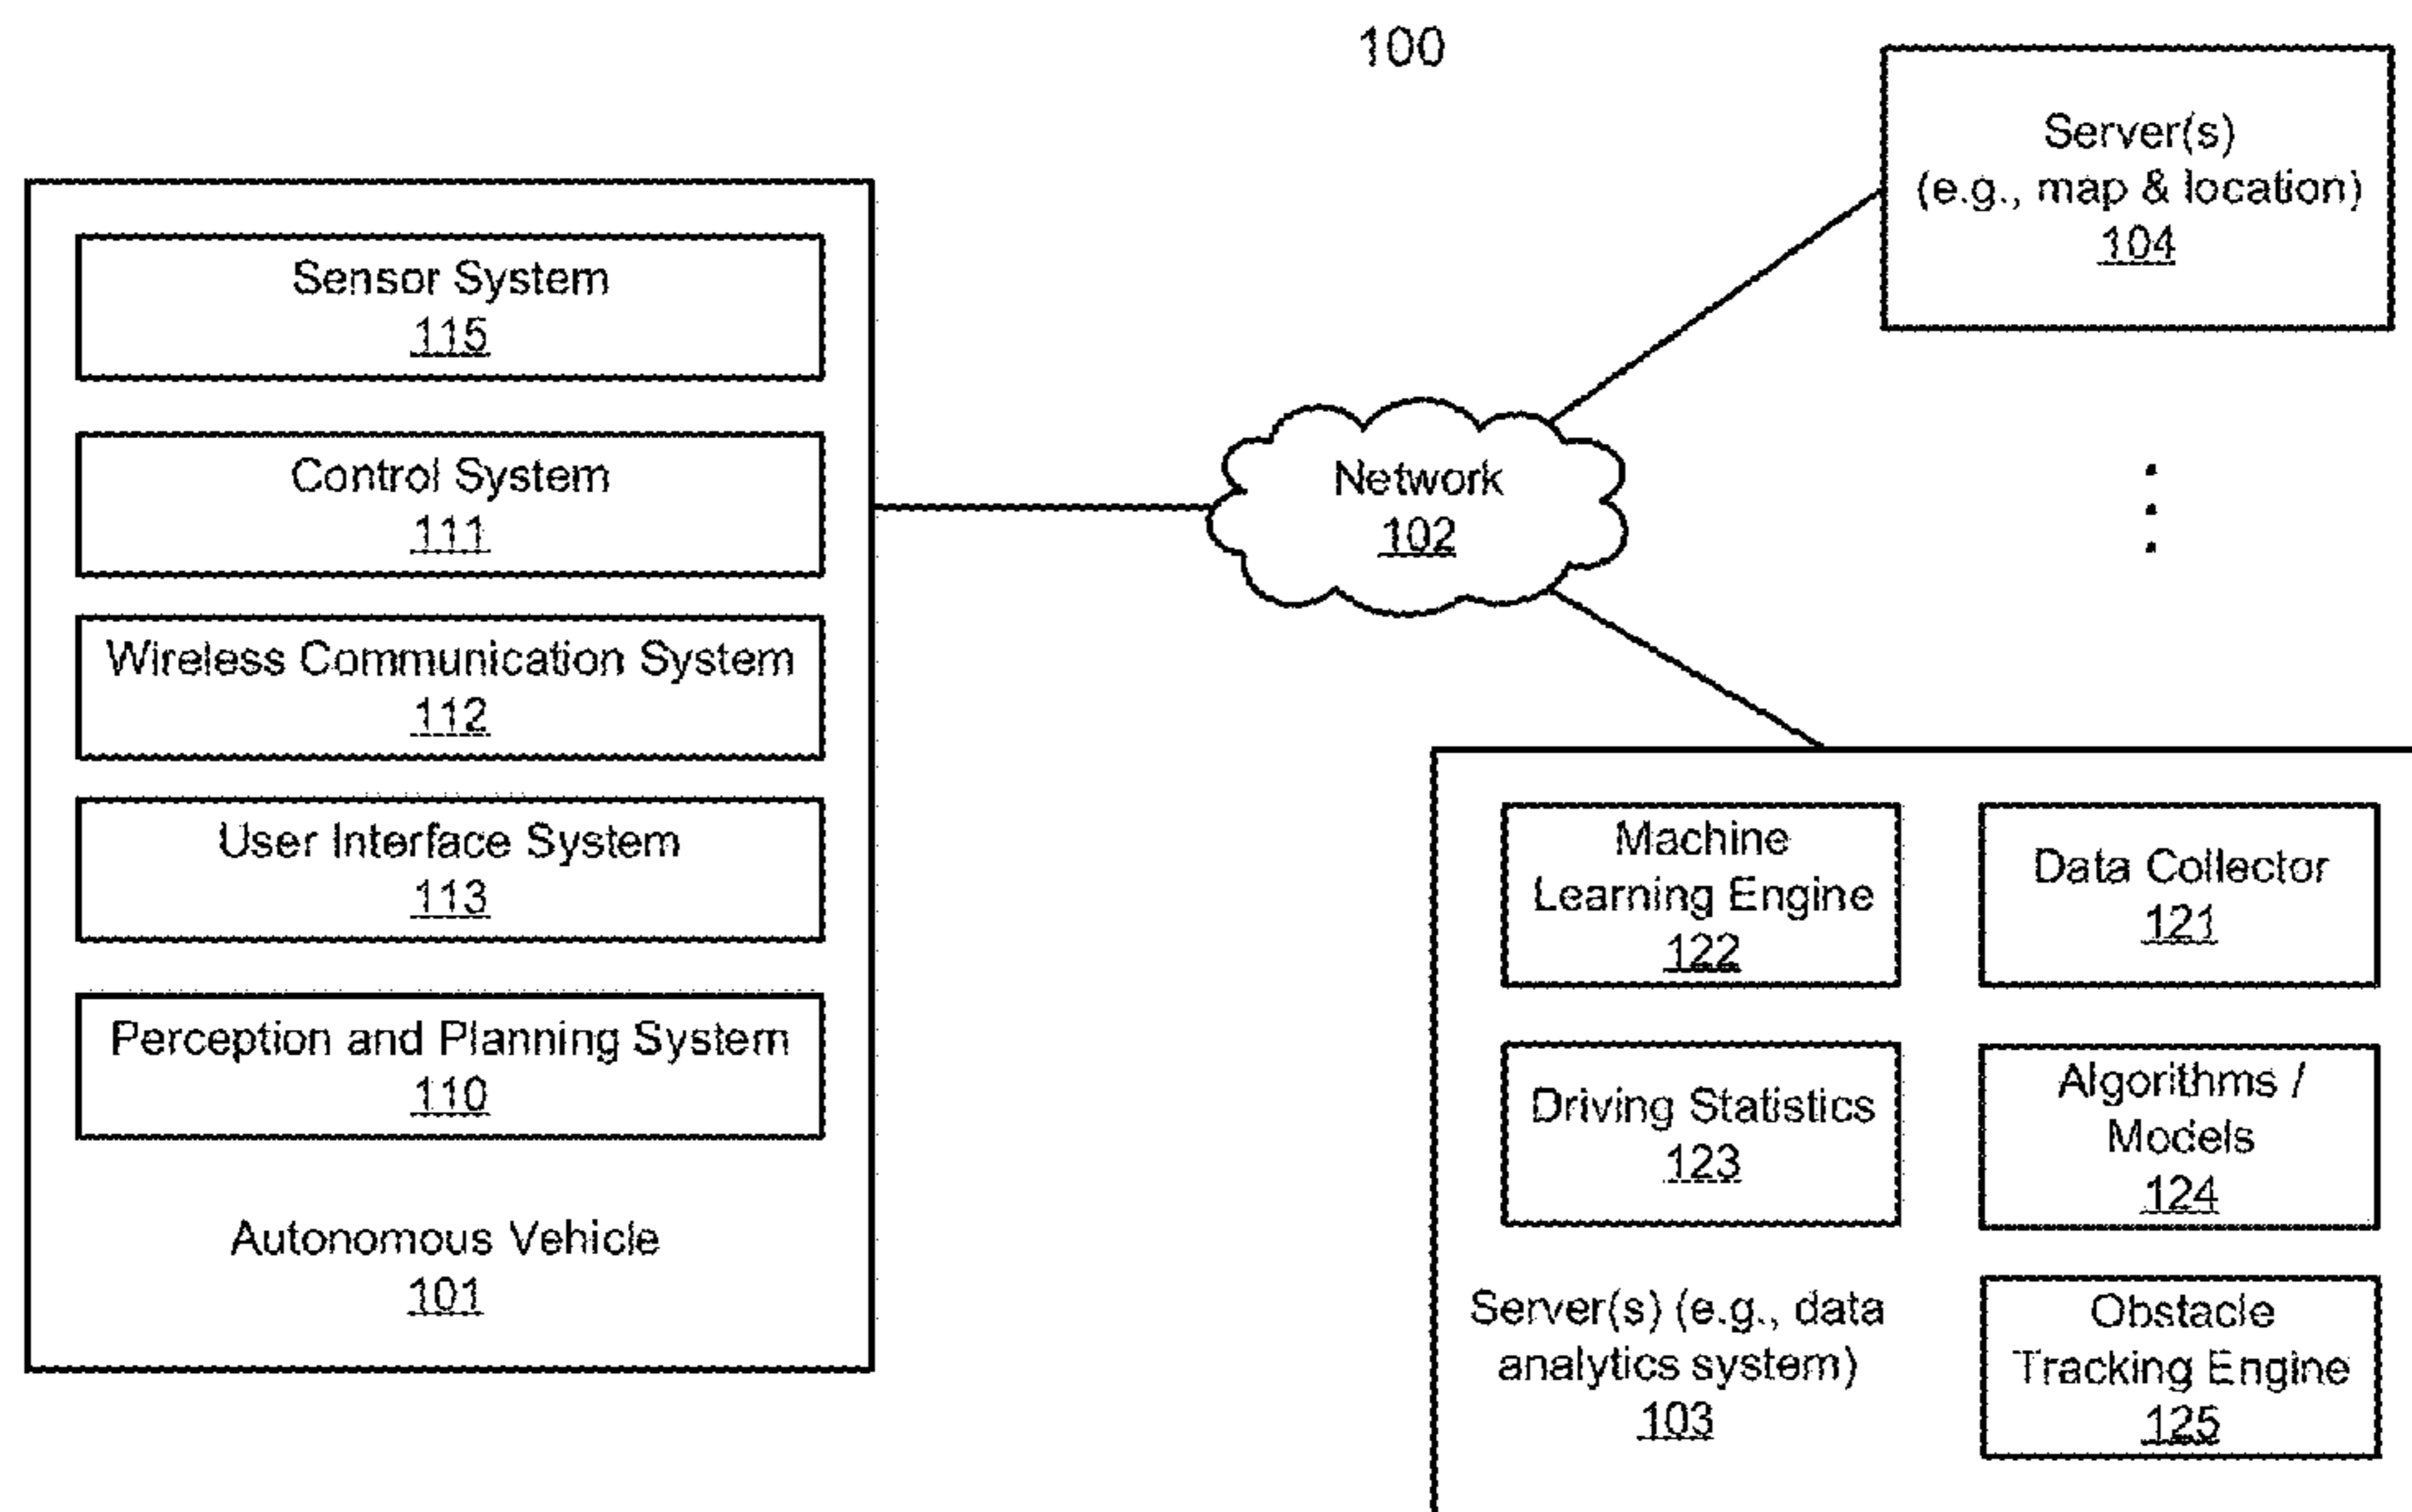 100
Sensor System
115
Control System
111
Wireless Communication System
112
User Interface System
113
Perception and Planning System
110
Autonomous Vehicle
101
Network
102
Server(s)
(e.g., map & location)
104
Machine
Learning Engine
122
Data Collector
121
Driving Statistics
123
Algorithms /
Models
124
Server(s) (e.g., data
analytics system)
103
Obstacle
Tracking Engine
125